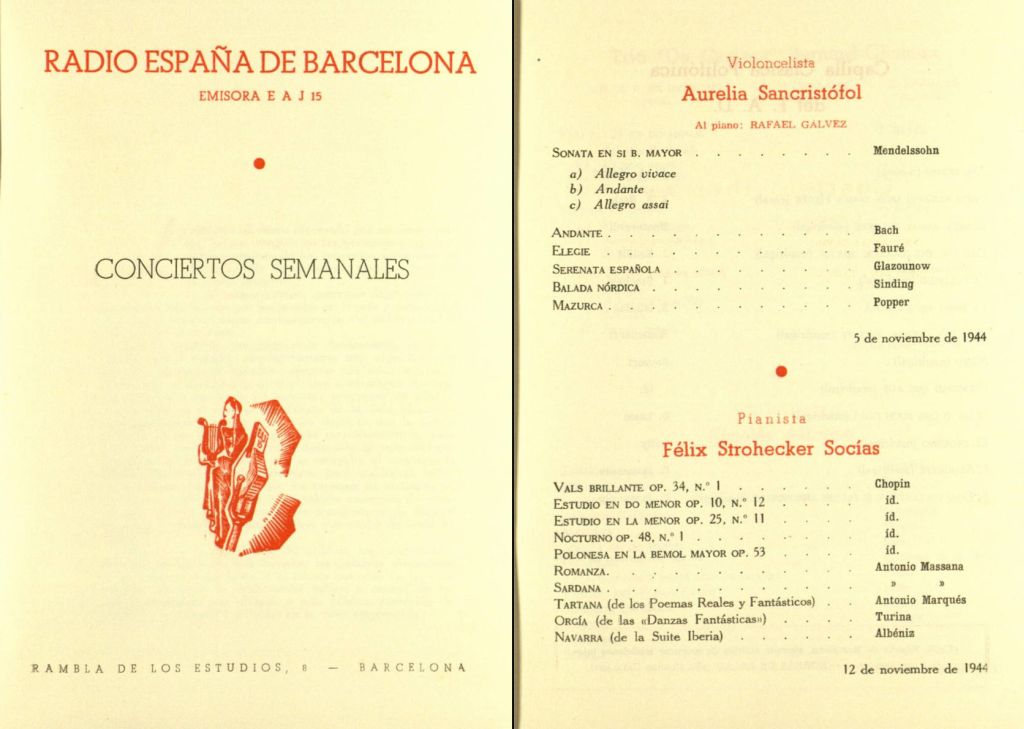 RADIO ESPAÑA DE BARCELONA
EMISORA E A J 15
CONCIERTOS SEMANALES
RAMBLA DE LOS ESTUDIOS, 8 — BARCELONA
Violoncelista
Aurelia Sancristófol
Al piano: RAFAEL GÁLVEZ
SONATA EN SI B. MAYOR . . . . . . . . Mendelssohn
a) Allegro vivace
b) Andante
c) Allegro assai
ANDANTE . . . . . . . . . . . Bach
ELEGIE . . . . . . . . . . . Fauré
SERENATA ESPAÑOLA . . . . . . . . Glazounow
BALADA NÓRDICA . . . . . . . . . Sinding
MAZURCA . . . . . . . . . . . Popper
5 de noviembre de 1944
Pianista
Félix Strohecker Socías
VALS BRILLANTE OP. 34, N.º 1 . . . . . . Chopin
ESTUDIO EN DO MENOR OP. 10, N.º 12 . . . . id.
ESTUDIO EN LA MENOR OP. 25, N.º 11 . . . . id.
NOCTURNO OP. 48, N.º 1 . . . . . . . id.
POLONESA EN LA BEMOL MAYOR OP. 53 . . . . id.
ROMANZA . . . . . . . . . . . Antonio Massana
SARDANA . . . . . . . . . . . » »
TARTANA (de los Poemas Reales y Fantásticos) . . Antonio Marqués
ORGÍA (de las «Danzas Fantásticas») . . . . Turina
NAVARRA (de la Suite Iberia) . . . . . . Albéniz
12 de noviembre de 1944